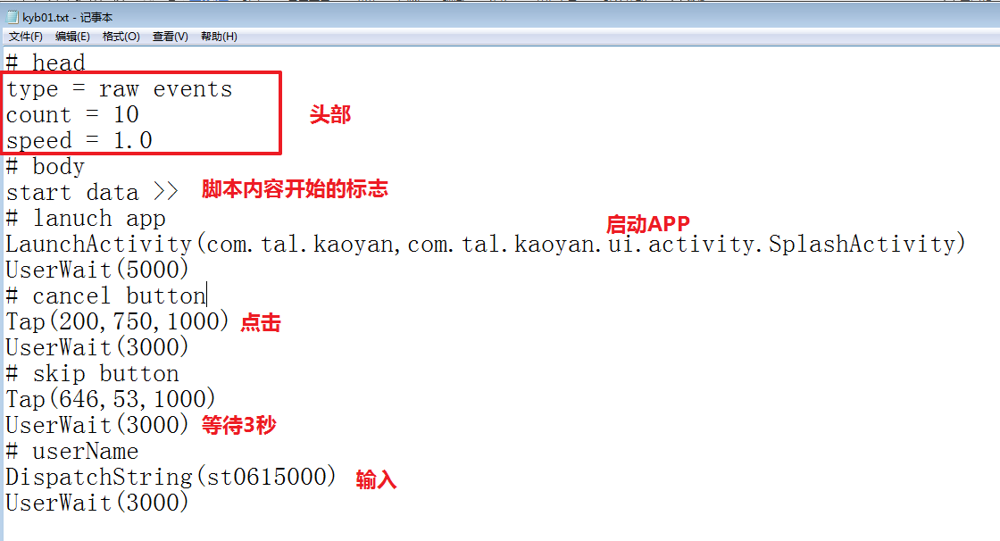 kyb01.txt - 记事本
文件(F) 编辑(E) 格式(O) 查看(V) 帮助(H)
# head
type = raw events
count = 10 头部
speed = 1.0
# body
start data >> 脚本内容开始的标志
# lanuch app
启动APP
LaunchActivity(com.tal.kaoyan,com.tal.kaoyan.ui.activity.SplashActivity)
UserWait(5000)
# cancel button
Tap(200,750,1000) 点击
UserWait(3000)
# skip button
Tap(646,53,1000)
UserWait(3000) 等待3秒
# userName
DispatchString(st0615000) 输入
UserWait(3000)